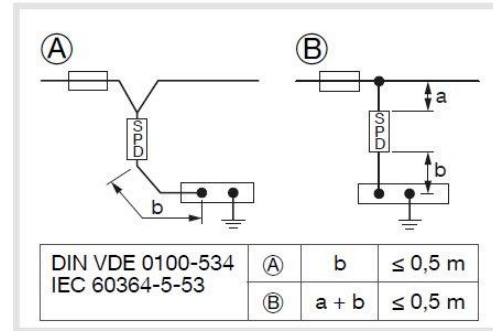 A B
SPD SPD
a
b
b
DIN VDE 0100-534 A b ≤ 0,5 m
IEC 60364-5-53 B a + b ≤ 0,5 m